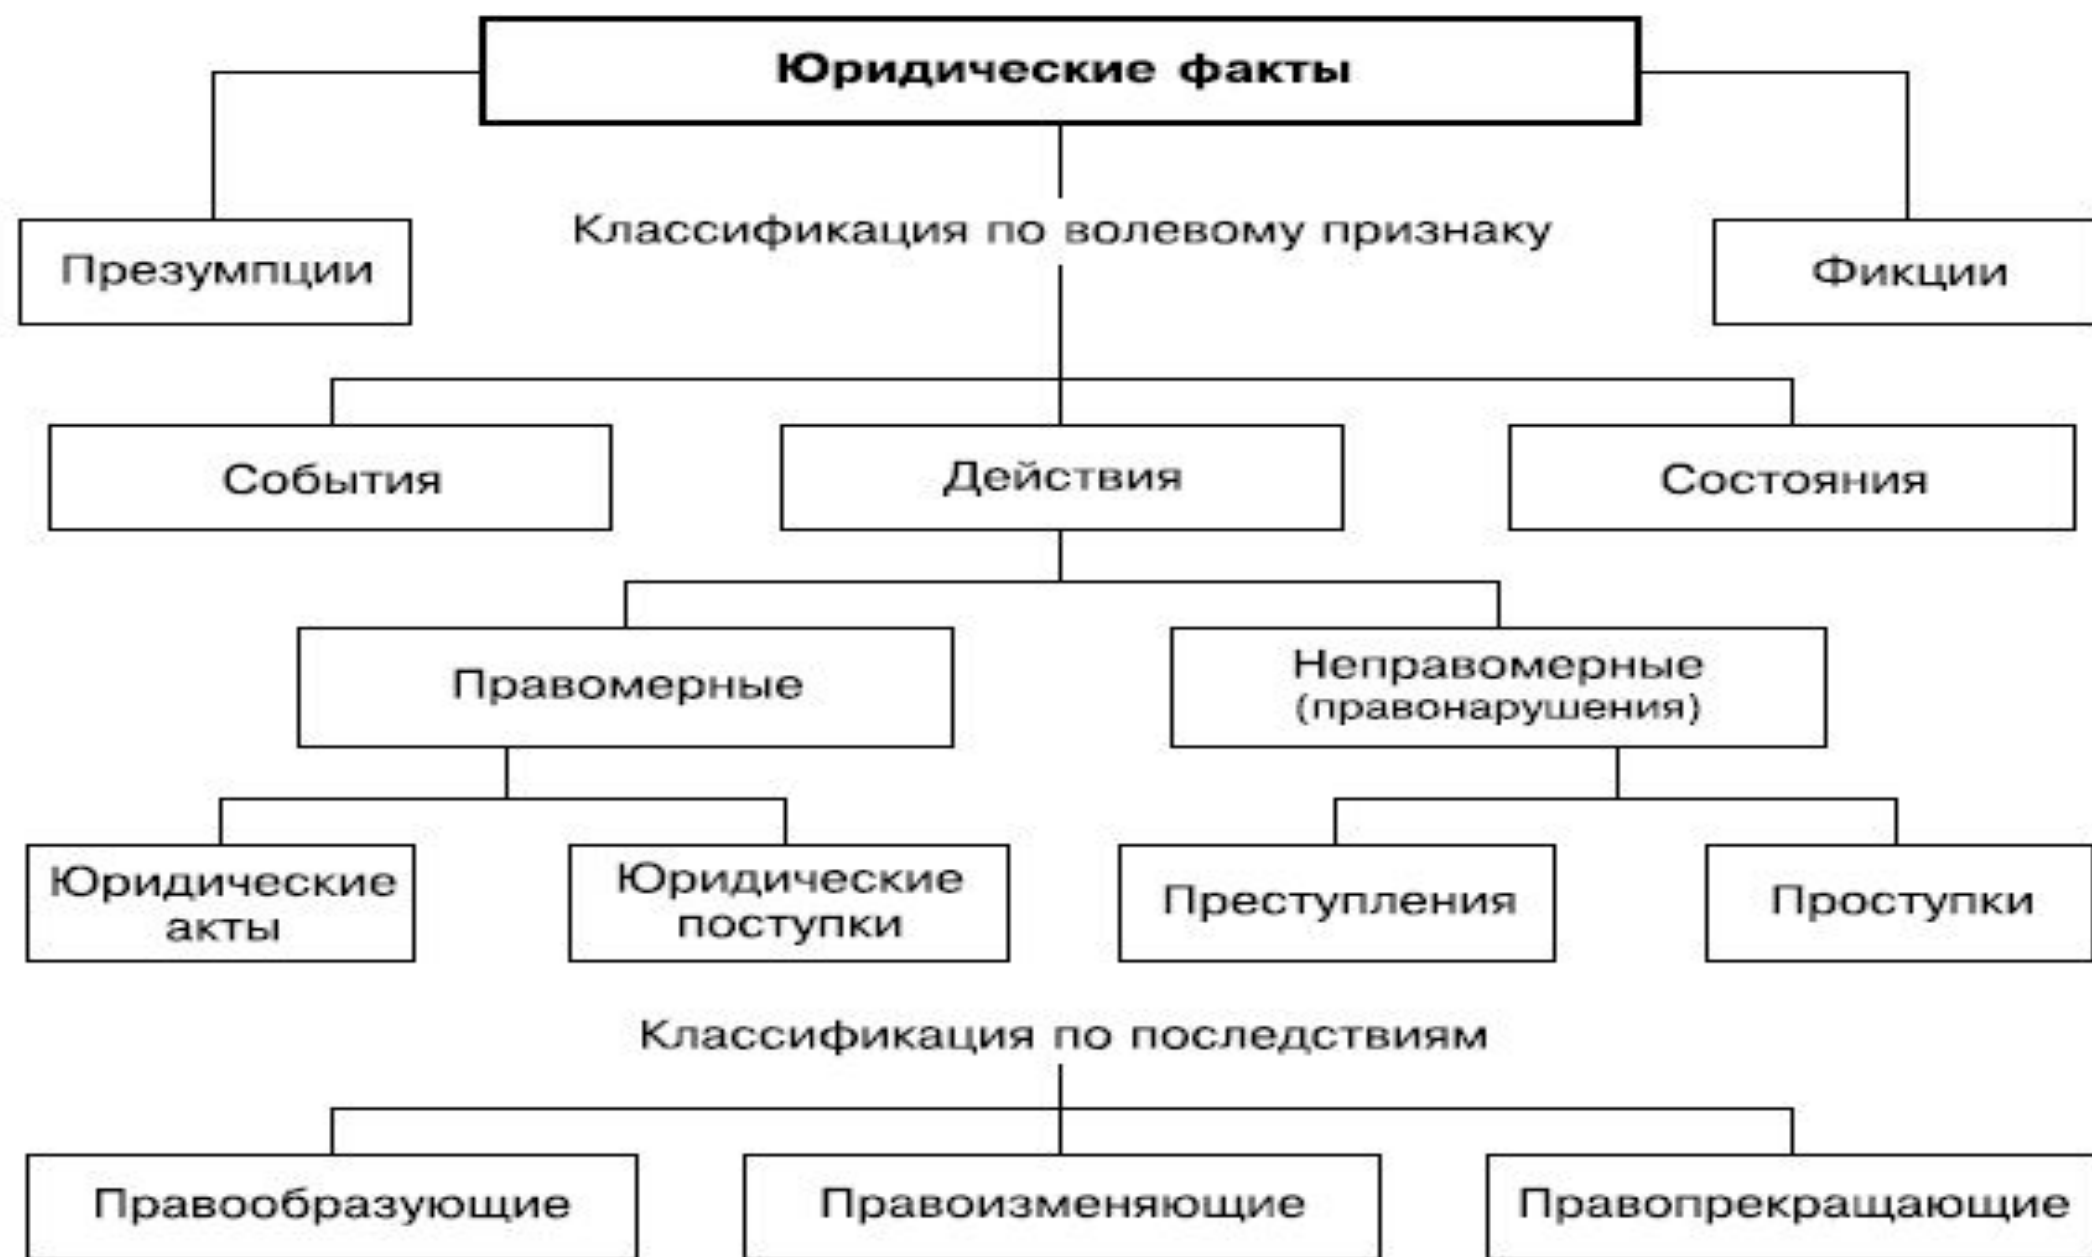 Юридические факты
Классификация по волевому признаку
Презумпции
Фикции
События
Действия
Состояния
Правомерные
Неправомерные
(правонарушения)
Юридические
акты
Юридические
поступки
Преступления
Проступки
Классификация по последствиям
Правообразующие
Правоизменяющие
Правопрекращающие